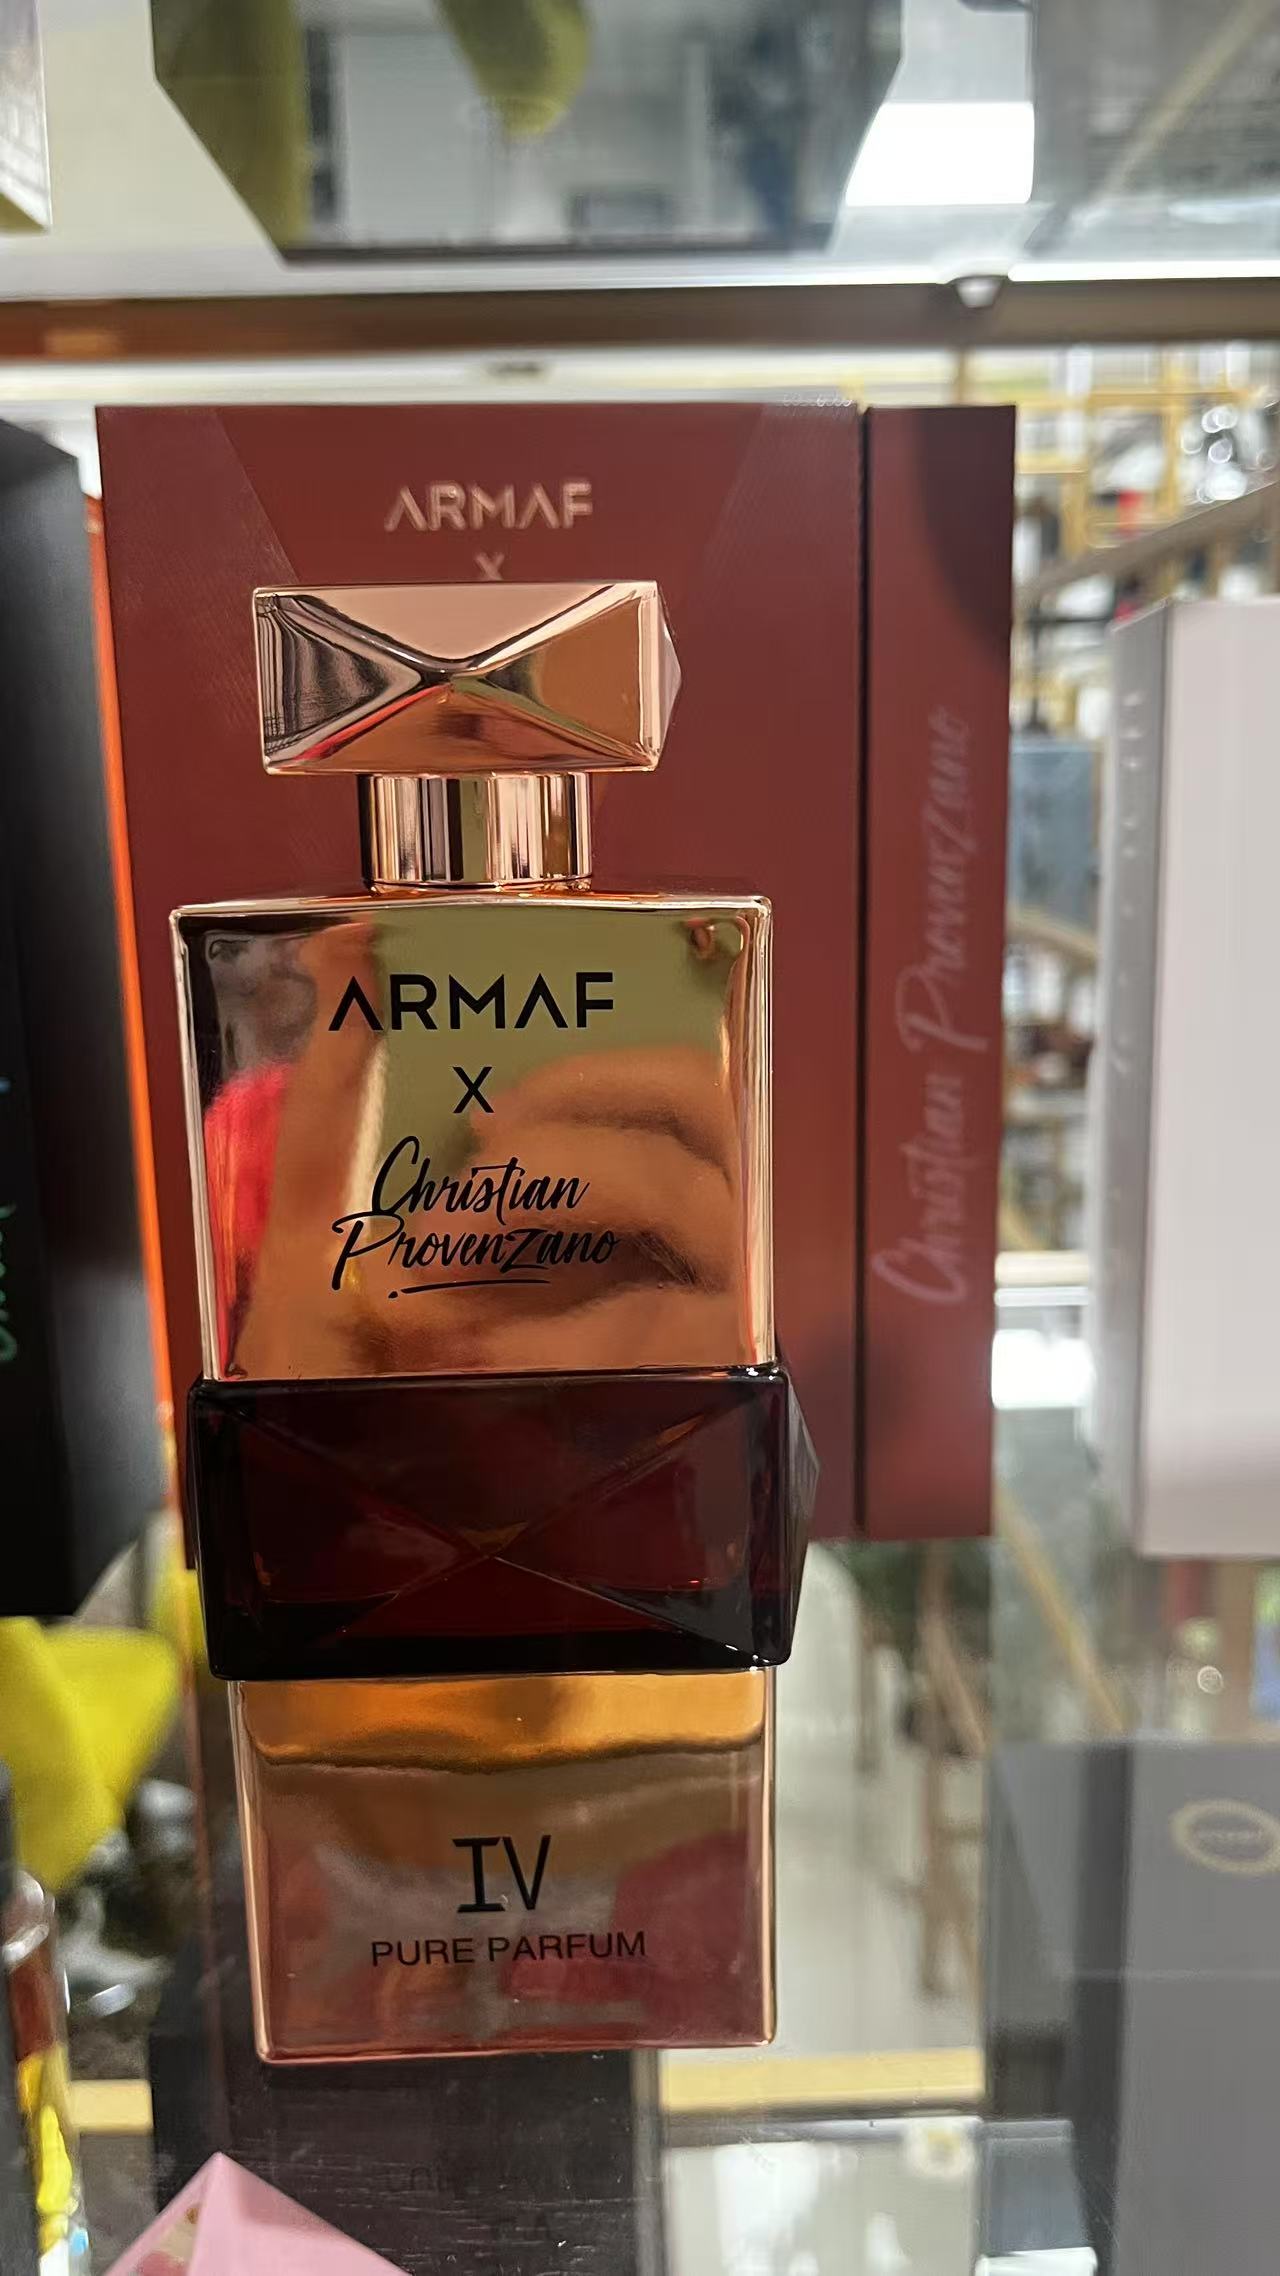 ARMAF
X
Christian Provenzano
ARMAF
X
Christian
Provenzano
IV
PURE PARFUM